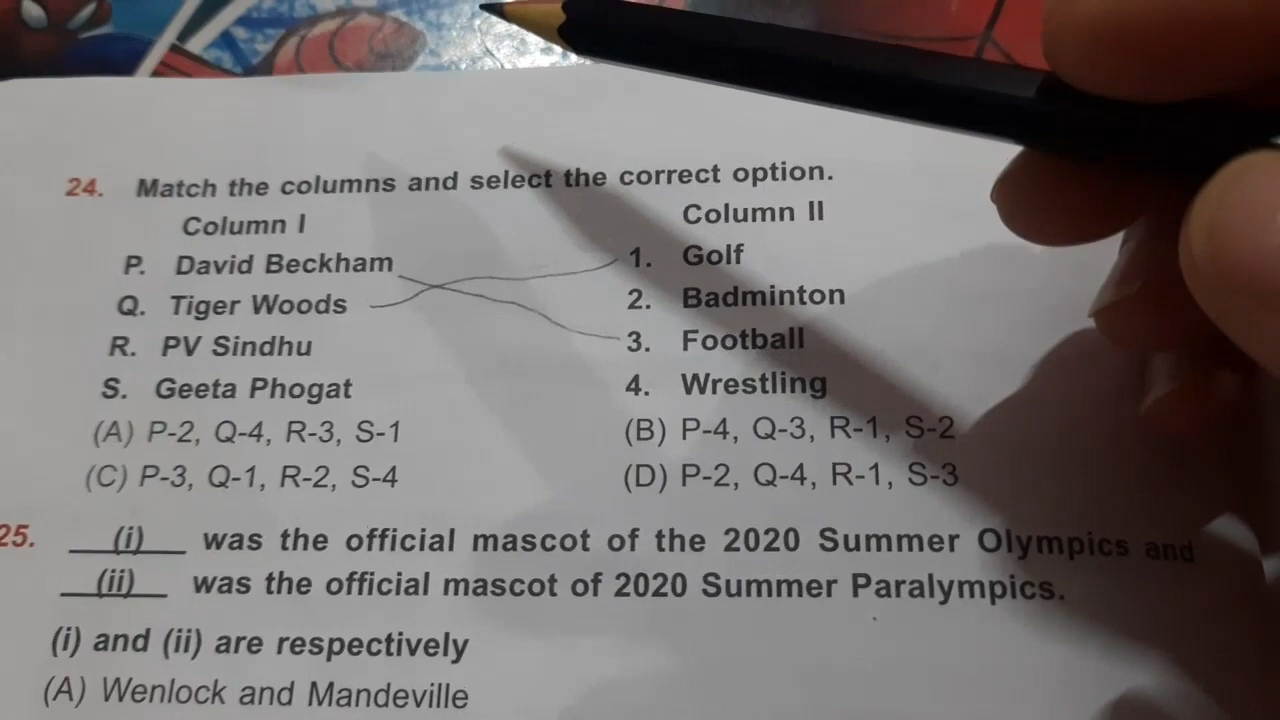 24. Match the columns and select the correct option.
Column I Column II
P. David Beckham 1. Golf
Q. Tiger Woods 2. Badminton
R. PV Sindhu 3. Football
S. Geeta Phogat 4. Wrestling
(A) P-2, Q-4, R-3, S-1 (B) P-4, Q-3, R-1, S-2
(C) P-3, Q-1, R-2, S-4 (D) P-2, Q-4, R-1, S-3
25. (i) was the official mascot of the 2020 Summer Olympics and
(ii) was the official mascot of 2020 Summer Paralympics.
(i) and (ii) are respectively
(A) Wenlock and Mandeville